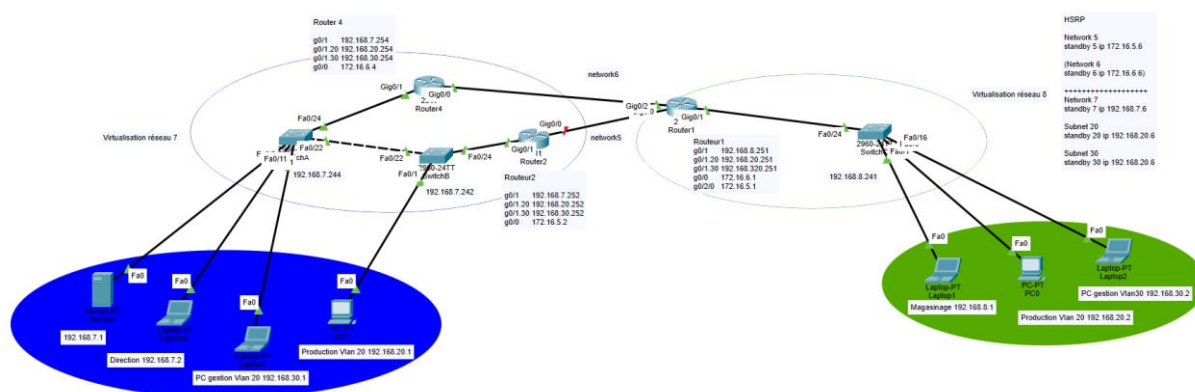 Router 4
g0/1 192.168.7.254
g0/1.20 192.168.20.254
g0/1.30 192.168.30.254
g0/0 172.16.6.4
HSRP
Network 5
standby 5 ip 172.16.5.6
(Network 6
standby 6 ip 172.16.6.6)
Network 7
standby 7 ip 192.168.7.6
Subnet 20
standby 20 ip 192.168.20.6
Subnet 30
standby 30 ip 192.168.20.6
network6
Gig0/1
Gig0/0
Router4
Virtualisation réseau 7
Fa0/24
Fa0/22
Fa0/11
192.168.7.244
Fa0/22
Fa0/24
Fa0/1
SwitchB
192.168.7.242
Gig0/0
Gig0/1
Router2
network5
Routeur2
g0/1 192.168.7.252
g0/1.20 192.168.20.252
g0/1.30 192.168.30.252
g0/0 172.16.5.2
Gig0/2
Gig0/1
Router1
Virtualisation réseau 8
Routeur1
g0/1 192.168.8.251
g0/1.20 192.168.20.251
g0/1.30 192.168.320.251
g0/0 172.16.6.1
g0/2/0 172.16.5.1
Fa0/24
Fa0/16
192.168.8.241
Fa0
Fa0
Fa0
Fa0
192.168.7.1
Direction 192.168.7.2
PC gestion Vlan 20 192.168.30.1
Production Vlan 20 192.168.20.1
Fa0
Fa0
Fa0
Laptop-PT
Laptop1
Magasinage 192.168.8.1
PC-PT
PC0
Production Vlan 20 192.168.20.2
Laptop-PT
Laptop2
PC gestion Vlan30 192.168.30.2